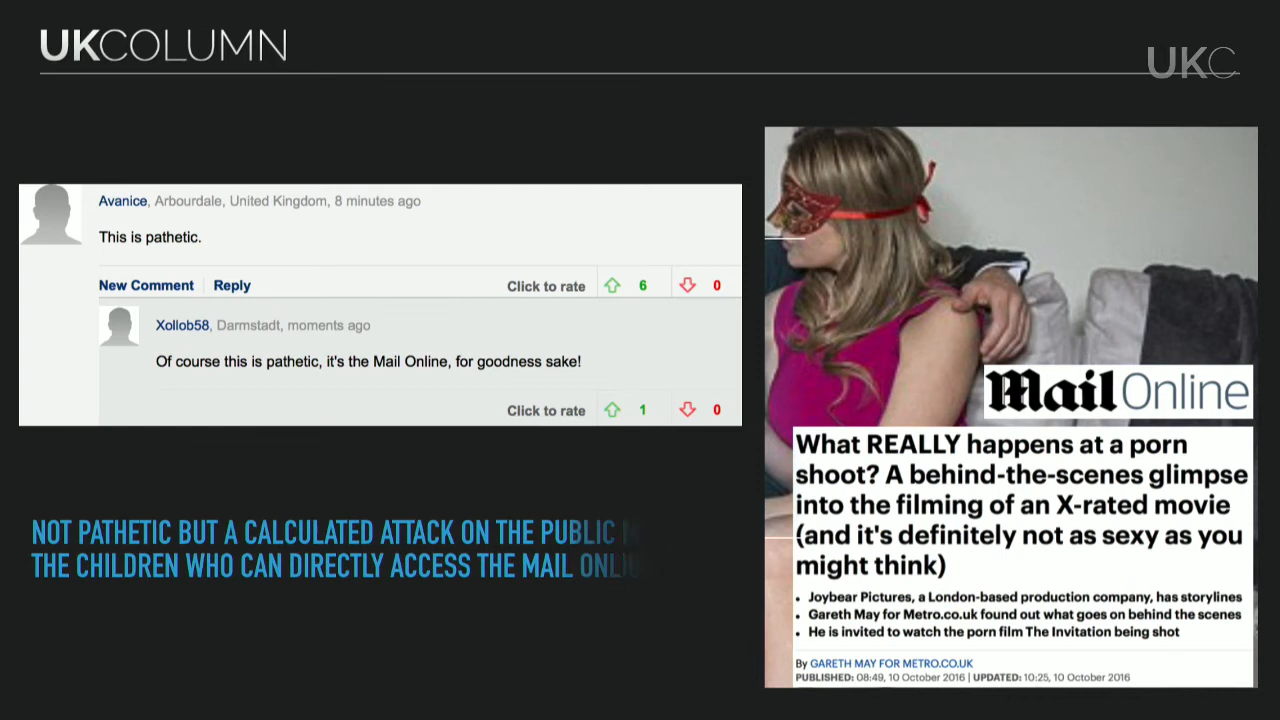 UKCOLUMN
UKC
Avanice, Arbourdale, United Kingdom, 8 minutes ago
This is pathetic.
New Comment Reply Click to rate 6 0
Xollob58, Darmstadt, moments ago
Of course this is pathetic, it's the Mail Online, for goodness sake!
Click to rate 1 0
NOT PATHETIC BUT A CALCULATED ATTACK ON THE PUBLIC
THE CHILDREN WHO CAN DIRECTLY ACCESS THE MAIL
Mail Online
What REALLY happens at a porn
shoot? A behind-the-scenes glimpse
into the filming of an X-rated movie
(and it's definitely not as sexy as you
might think)
• Joybear Pictures, a London-based production company, has storylines
• Gareth May for Metro.co.uk found out what goes on behind the scenes
• He is invited to watch the porn film The Invitation being shot
By GARETH MAY FOR METRO.CO.UK
PUBLISHED: 08:49, 10 October 2016 | UPDATED: 10:25, 10 October 2016